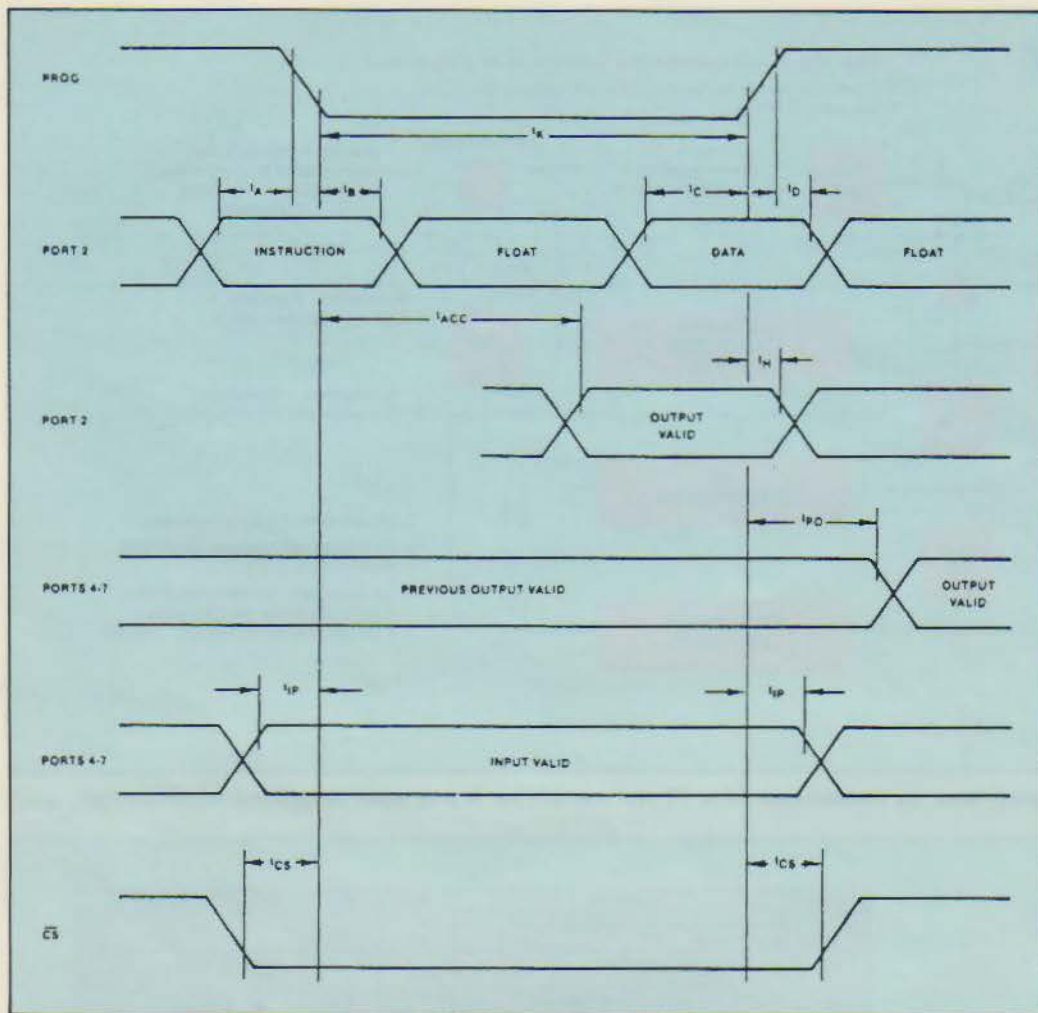 PROG
tK
tA
tB
tC
tD
PORT 2
INSTRUCTION
FLOAT
DATA
FLOAT
tACC
tH
PORT 2
OUTPUT
VALID
tPO
PORTS 4-7
PREVIOUS OUTPUT VALID
OUTPUT
VALID
tIP
tIP
PORTS 4-7
INPUT VALID
tCS
tCS
CS